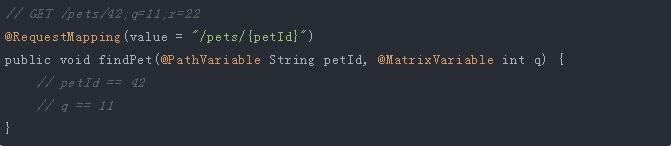 // GET /pets/42;q=11;r=22
@RequestMapping(value = "/pets/{petId}")
public void findPet(@PathVariable String petId, @MatrixVariable int q) {
// petId == 42
// q == 11
}